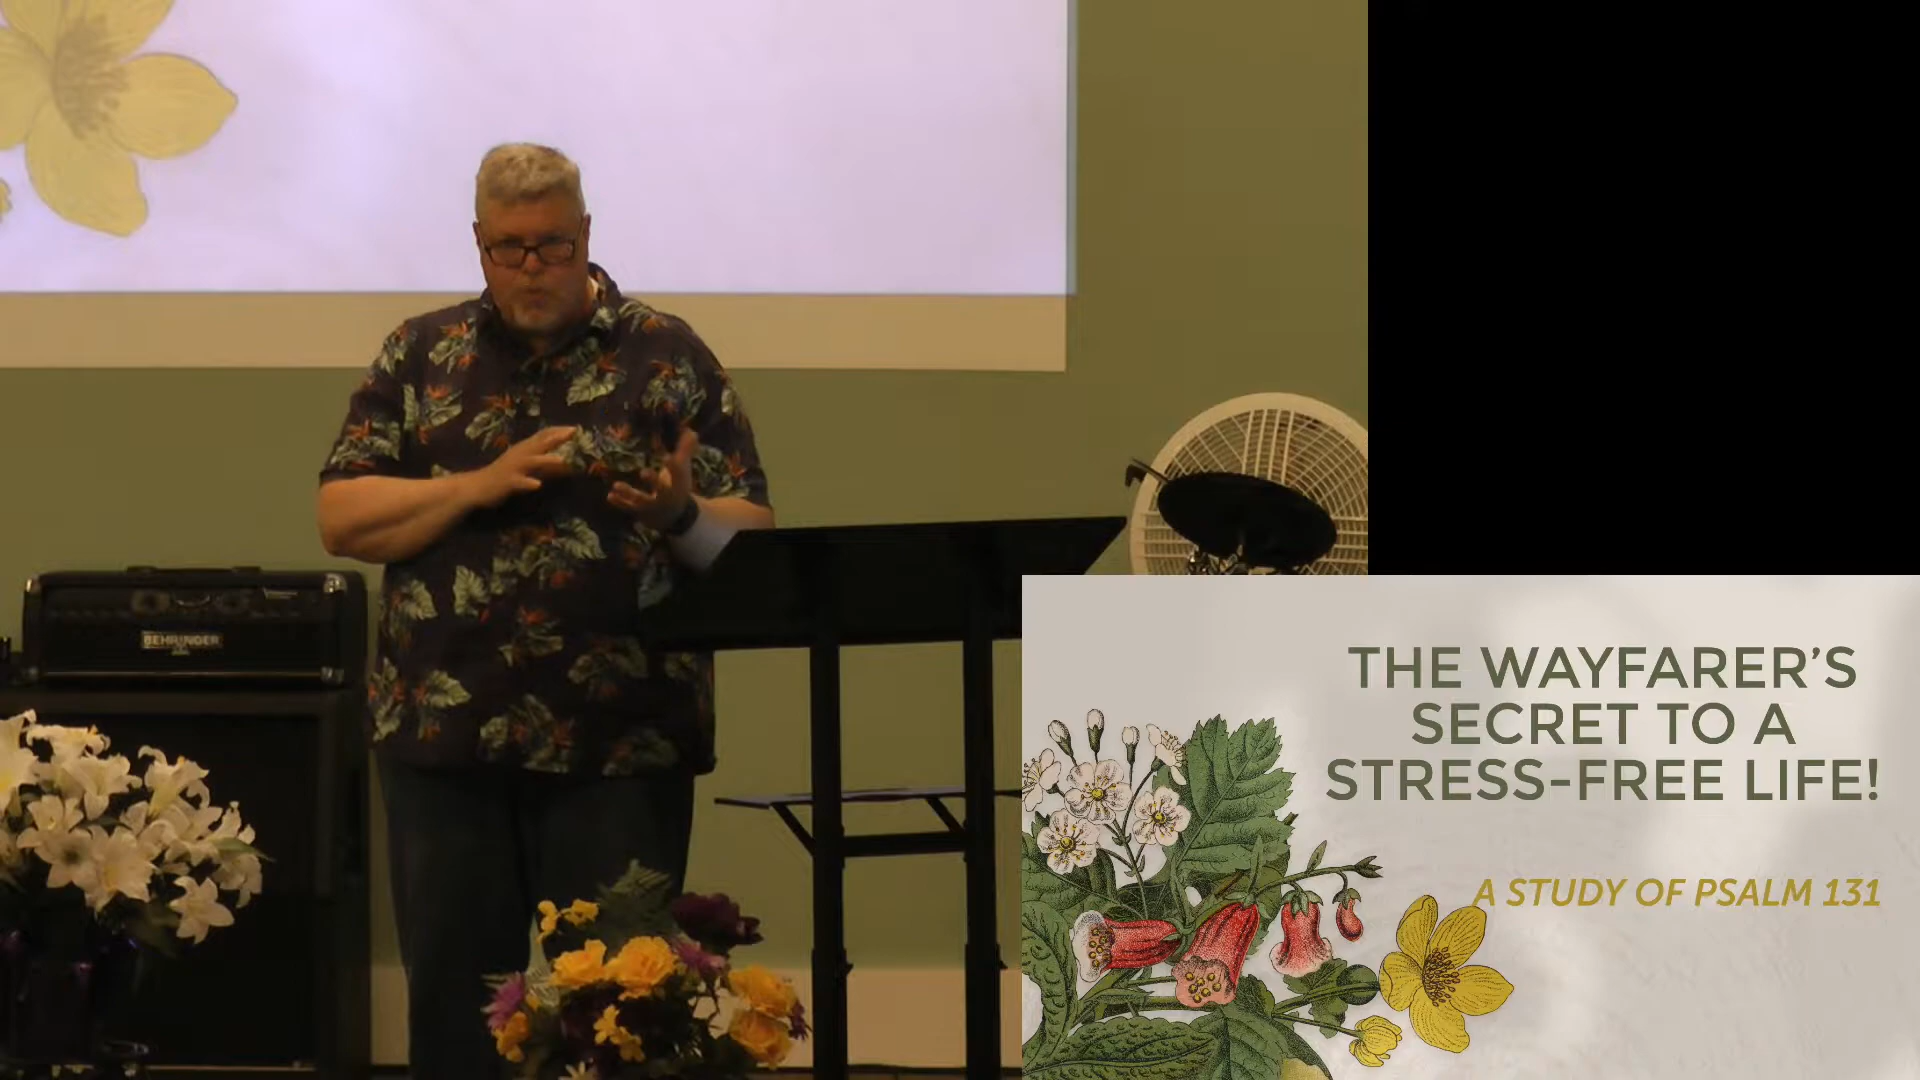 BEHRINGER
THE WAYFARER'S
SECRET TO A
STRESS-FREE LIFE!
A STUDY OF PSALM 131